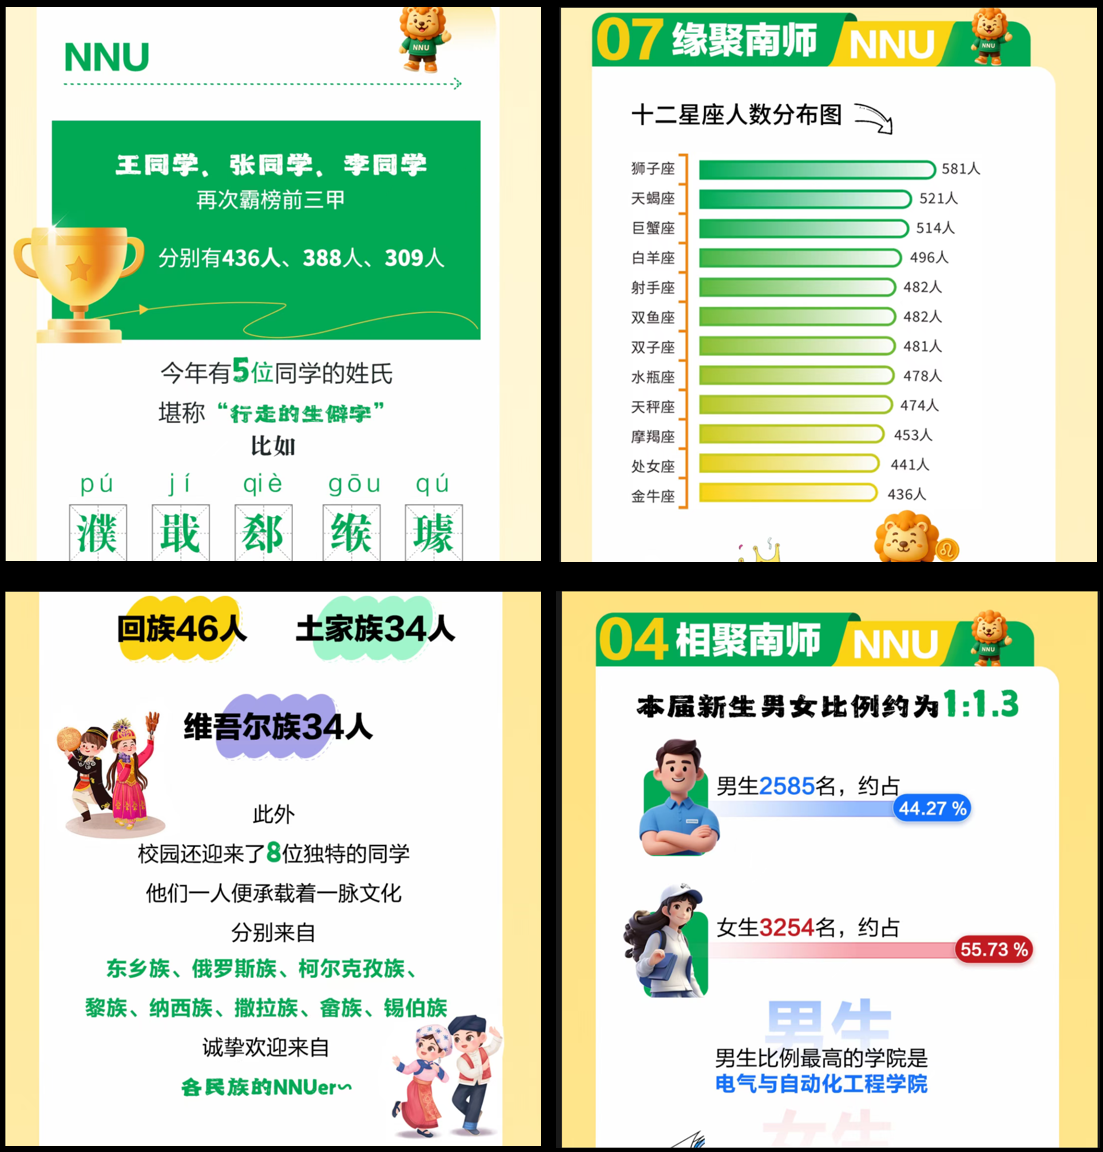 NNU
NNU
王同学、张同学、李同学
再次霸榜前三甲
分别有436人、388人、309人
今年有5位同学的姓氏
堪称“行走的生僻字”
比如
pú jí qiè gōu qú
濮 戢 郄 缑 璩
07 缘聚南师 NNU
NNU
十二星座人数分布图
狮子座 581人
天蝎座 521人
巨蟹座 514人
白羊座 496人
射手座 482人
双鱼座 482人
双子座 481人
水瓶座 478人
天秤座 474人
摩羯座 453人
处女座 441人
金牛座 436人
回族46人 土家族34人
维吾尔族34人
此外
校园还迎来了8位独特的同学
他们一人便承载着一脉文化
分别来自
东乡族、俄罗斯族、柯尔克孜族、
黎族、纳西族、撒拉族、畲族、锡伯族
诚挚欢迎来自
各民族的NNUer~
04 相聚南师 NNU
NNU
本届新生男女比例约为1:1.3
男生2585名，约占
44.27 %
女生3254名，约占
55.73 %
男生
男生比例最高的学院是
电气与自动化工程学院
女生